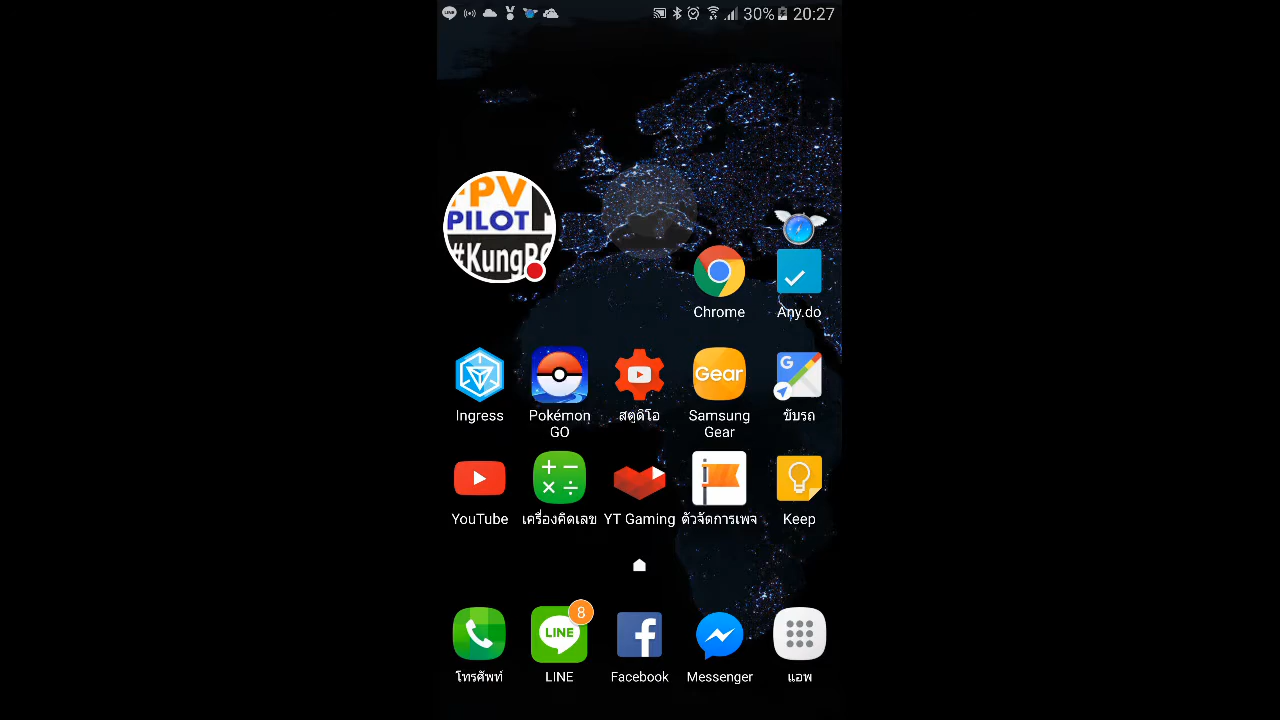 LINE
30%
20:27
FPV
PILOT
#KungRC
Chrome
Any.do
Gear
G
Ingress
Pokémon
GO
สตูดิโอ
Samsung
Gear
ขับรถ
YouTube
เครื่องคิดเลข
YT Gaming
ตัวจัดการเพจ
Keep
8
LINE
โทรศัพท์
LINE
Facebook
Messenger
แอพ